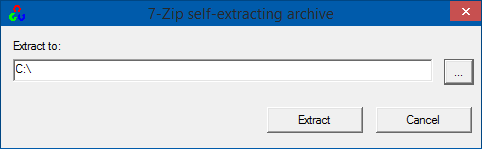 7-Zip self-extracting archive
Extract to:
C:\
...
Extract
Cancel